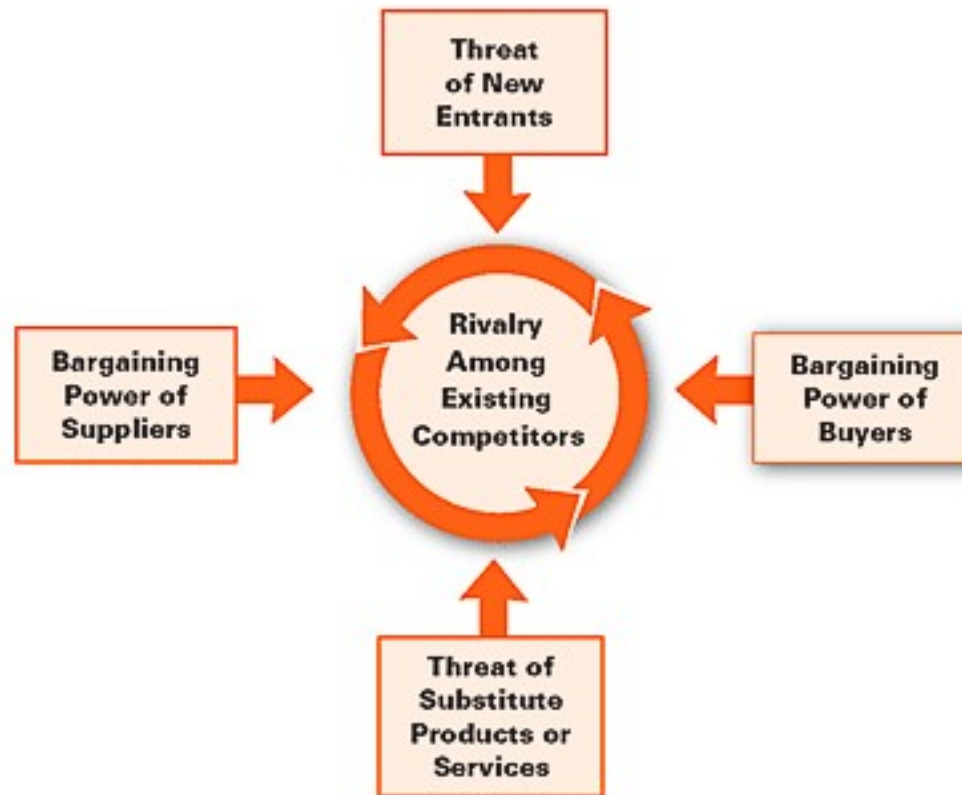 Threat
of New
Entrants
Rivalry
Among
Existing
Competitors
Bargaining
Power of
Suppliers
Bargaining
Power of
Buyers
Threat of
Substitute
Products or
Services